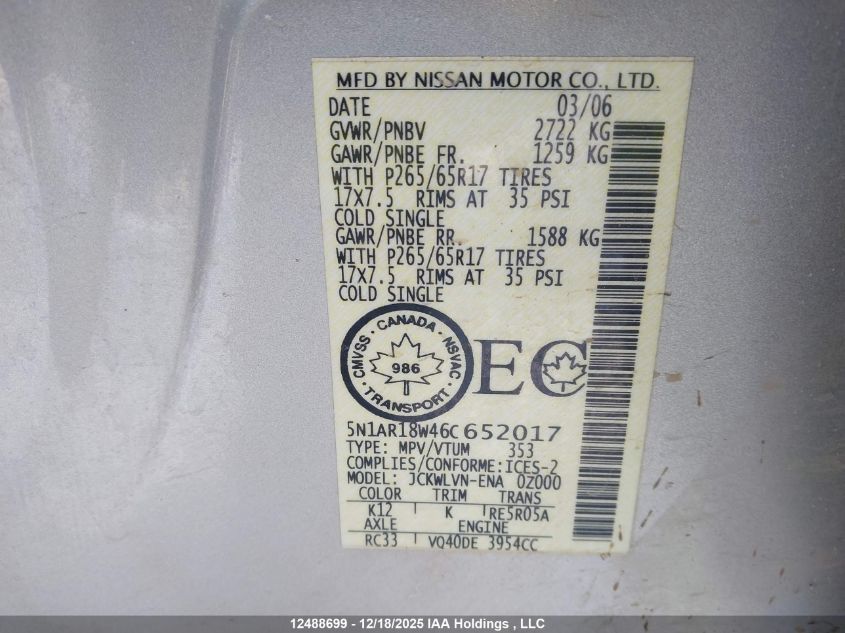 MFD BY NISSAN MOTOR CO., LTD.
DATE 03/06
GVWR/PNBV 2722 KG
GAWR/PNBE FR. 1259 KG
WITH P265/65R17 TIRES
17X7.5 RIMS AT 35 PSI
COLD SINGLE
GAWR/PNBE RR. 1588 KG
WITH P265/65R17 TIRES
17X7.5 RIMS AT 35 PSI
COLD SINGLE
CMVSS · CANADA · NSVAC
986
· TRANSPORT ·
EC
5N1AR18W46C652017
TYPE: MPV/VTUM 353
COMPLIES/CONFORME:ICES-2
MODEL: JCKWLVN-ENA 0Z000
COLOR TRIM TRANS
K12 K RE5R05A
AXLE ENGINE
RC33 VQ40DE 3954CC
12488699 - 12/18/2025 IAA Holdings , LLC